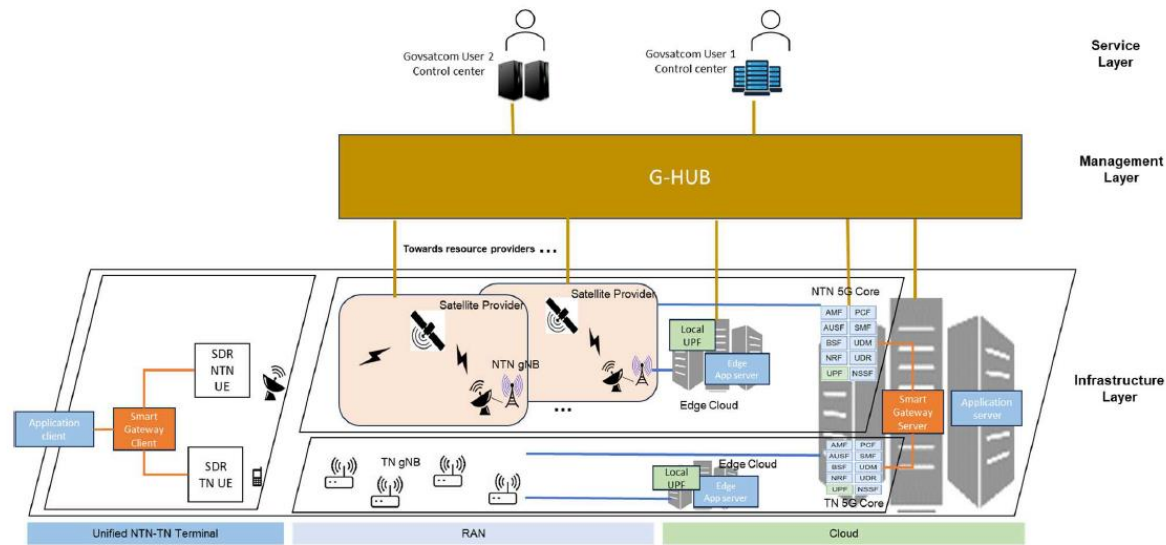 Govsatcom User 2
Control center
Govsatcom User 1
Control center
Service
Layer
G-HUB
Management
Layer
Towards resource providers ...
Satellite Provider
Satellite Provider
NTN 5G Core
AMF PCF
AUSF SMF
BSF UDM
NRF UDR
UPF NSSF
Local
UPF
Edge
App server
Edge Cloud
NTN gNB
...
SDR
NTN
UE
Application
client
Smart
Gateway
Client
SDR
TN UE
Smart
Gateway
Server
Application
server
Infrastructure
Layer
TN gNB
Edge Cloud
Local
UPF
Edge
App server
AMF PCF
AUSF SMF
BSF UDM
NRF UDR
UPF NSSF
TN 5G Core
Unified NTN-TN Terminal
RAN
Cloud